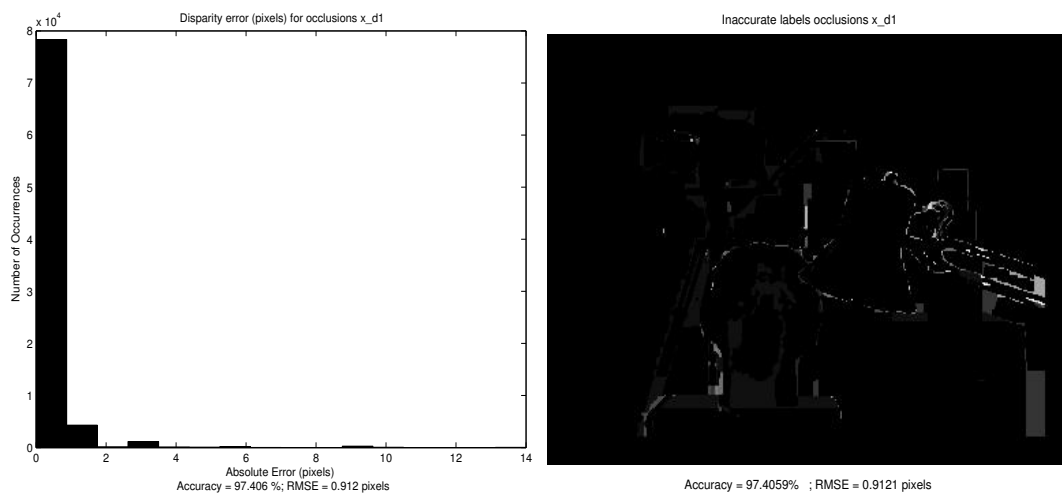 Disparity error (pixels) for occlusions x_d1
8 x 10^4
7
6
5
4
3
2
1
0
Number of Occurrences
0 2 4 6 8 10 12 14
Absolute Error (pixels)
Accuracy = 97.406 %; RMSE = 0.912 pixels
Inaccurate labels occlusions x_d1
Accuracy = 97.4059% ; RMSE = 0.9121 pixels